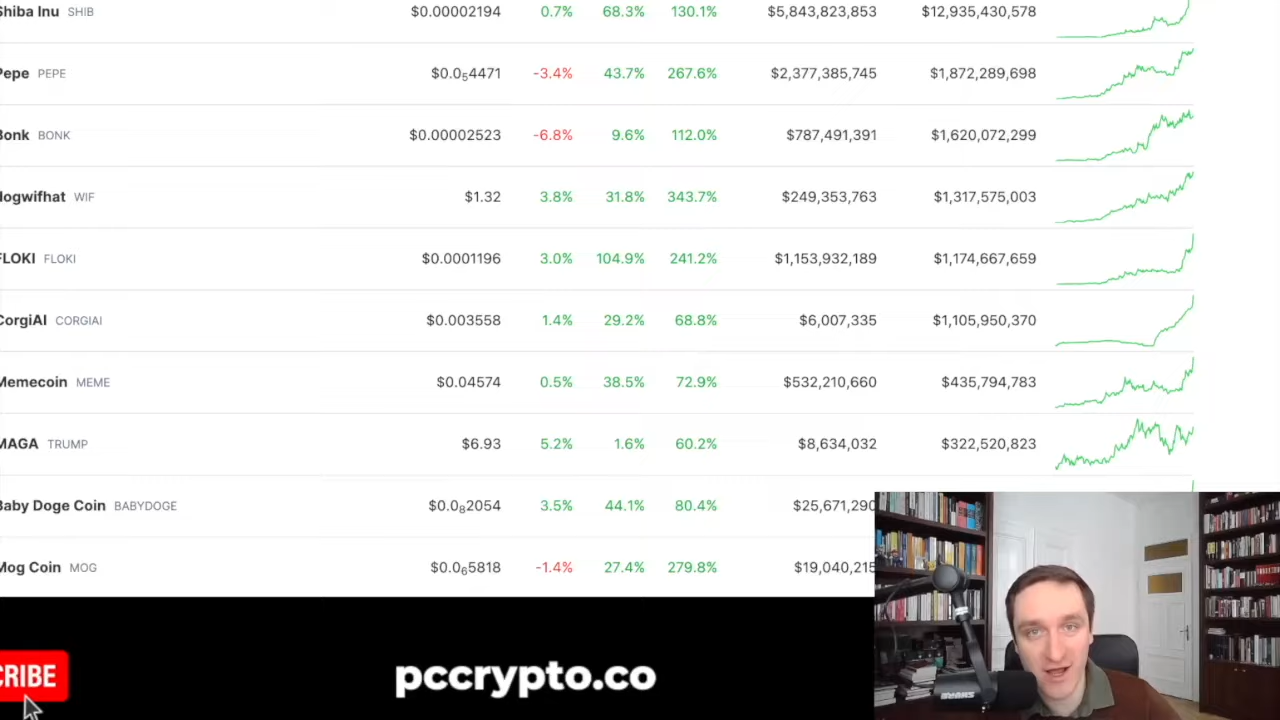 Shiba Inu SHIB $0.00002194 0.7% 68.3% 130.1% $5,843,823,853 $12,935,430,578
Pepe PEPE $0.0₅4471 -3.4% 43.7% 267.6% $2,377,385,745 $1,872,289,698
Bonk BONK $0.00002523 -6.8% 9.6% 112.0% $787,491,391 $1,620,072,299
dogwifhat WIF $1.32 3.8% 31.8% 343.7% $249,353,763 $1,317,575,003
FLOKI FLOKI $0.0001196 3.0% 104.9% 241.2% $1,153,932,189 $1,174,667,659
CorgiAI CORGIAI $0.003558 1.4% 29.2% 68.8% $6,007,335 $1,105,950,370
Memecoin MEME $0.04574 0.5% 38.5% 72.9% $532,210,660 $435,794,783
MAGA TRUMP $6.93 5.2% 1.6% 60.2% $8,634,032 $322,520,823
Baby Doge Coin BABYDOGE $0.0₈2054 3.5% 44.1% 80.4% $25,671,290
Mog Coin MOG $0.0₆5818 -1.4% 27.4% 279.8% $19,040,215
CRIBE
pccrypto.co